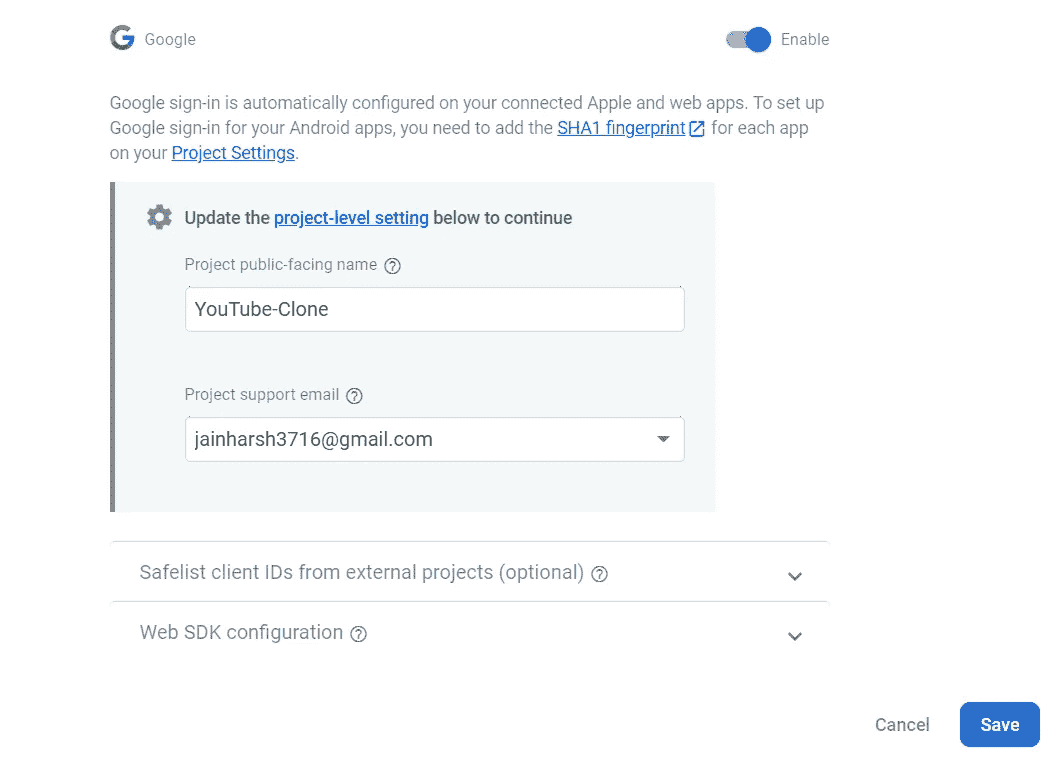 Google
Enable
Google sign-in is automatically configured on your connected Apple and web apps. To set up
Google sign-in for your Android apps, you need to add the SHA1 fingerprint for each app
on your Project Settings.
Update the project-level setting below to continue
Project public-facing name
YouTube-Clone
Project support email
jainharsh3716@gmail.com
Safelist client IDs from external projects (optional)
Web SDK configuration
Cancel
Save